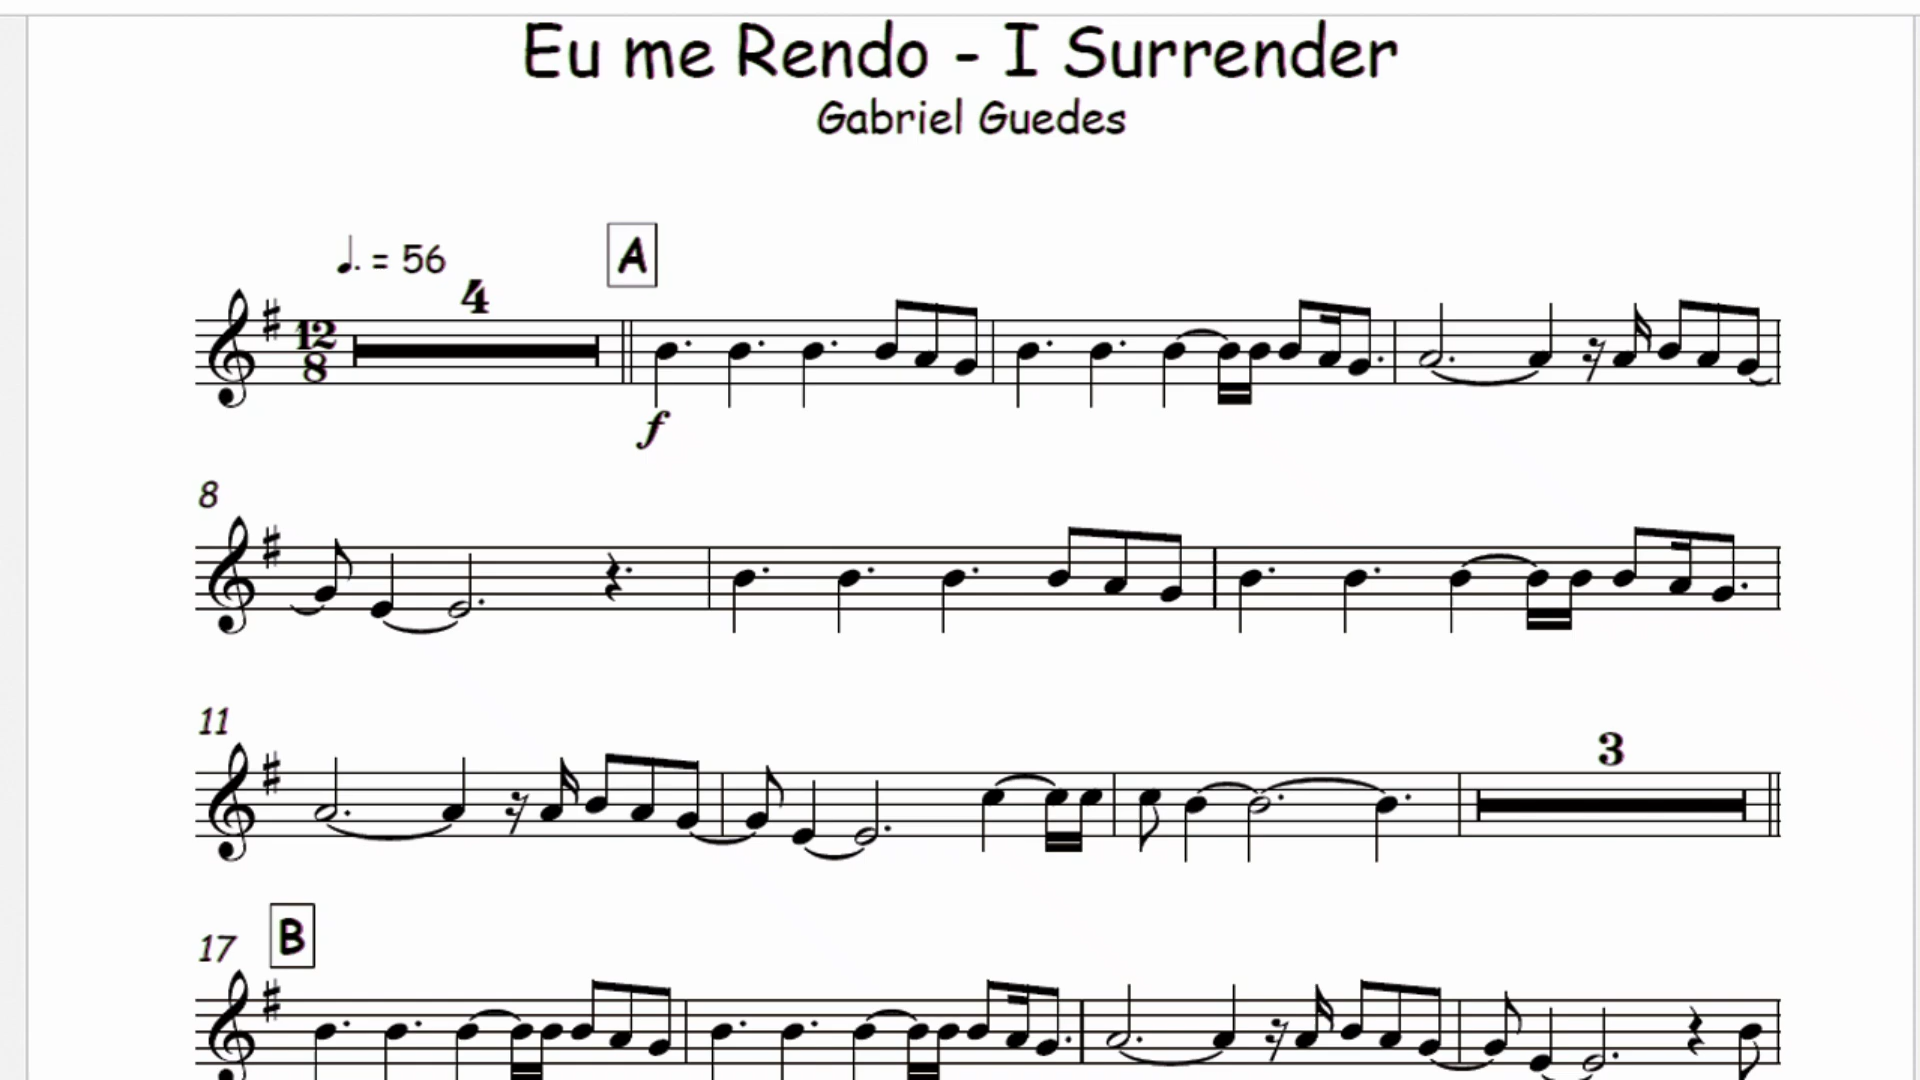 Eu me Rendo - I Surrender
Gabriel Guedes
= 56
A
4
12
8
f
8
11
3
17
B